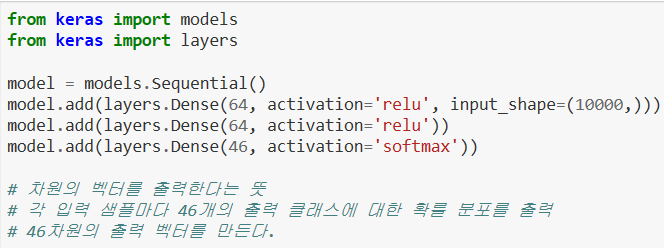 from keras import models
from keras import layers
model = models.Sequential()
model.add(layers.Dense(64, activation='relu', input_shape=(10000,)))
model.add(layers.Dense(64, activation='relu'))
model.add(layers.Dense(46, activation='softmax'))
# 차원의 벡터를 출력한다는 뜻
# 각 입력 샘플마다 46개의 출력 클래스에 대한 확률 분포를 출력
# 46차원의 출력 벡터를 만든다.